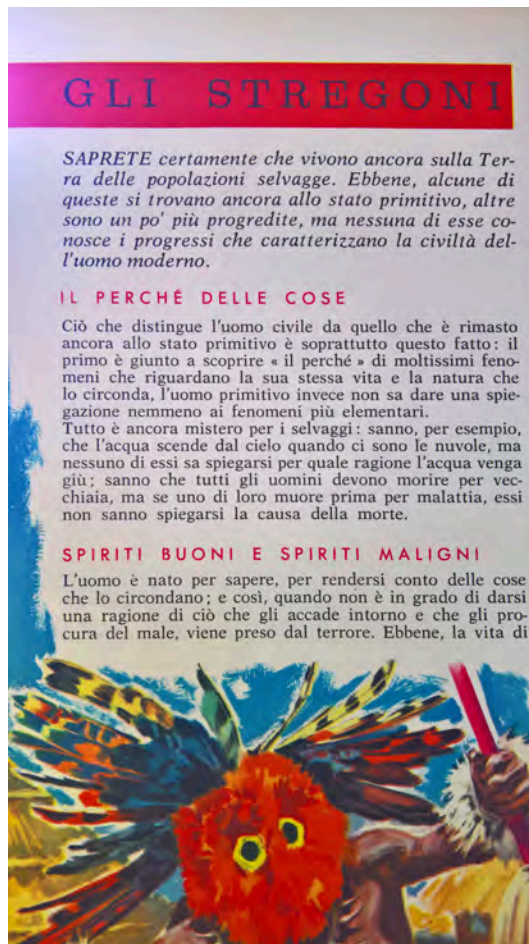 GLI STREGONI
SAPRETE certamente che vivono ancora sulla Ter-
ra delle popolazioni selvagge. Ebbene, alcune di
queste si trovano ancora allo stato primitivo, altre
sono un po' più progredite, ma nessuna di esse co-
nosce i progressi che caratterizzano la civiltà del-
l'uomo moderno.
IL PERCHÉ DELLE COSE
Ciò che distingue l'uomo civile da quello che è rimasto
ancora allo stato primitivo è soprattutto questo fatto: il
primo è giunto a scoprire « il perché » di moltissimi feno-
meni che riguardano la sua stessa vita e la natura che
lo circonda, l'uomo primitivo invece non sa dare una spie-
gazione nemmeno ai fenomeni più elementari.
Tutto è ancora mistero per i selvaggi: sanno, per esempio,
che l'acqua scende dal cielo quando ci sono le nuvole, ma
nessuno di essi sa spiegarsi per quale ragione l'acqua venga
giù; sanno che tutti gli uomini devono morire per vec-
chiaia, ma se uno di loro muore prima per malattia, essi
non sanno spiegarsi la causa della morte.
SPIRITI BUONI E SPIRITI MALIGNI
L'uomo è nato per sapere, per rendersi conto delle cose
che lo circondano; e così, quando non è in grado di darsi
una ragione di ciò che gli accade intorno e che gli pro-
cura del male, viene preso dal terrore. Ebbene, la vita di